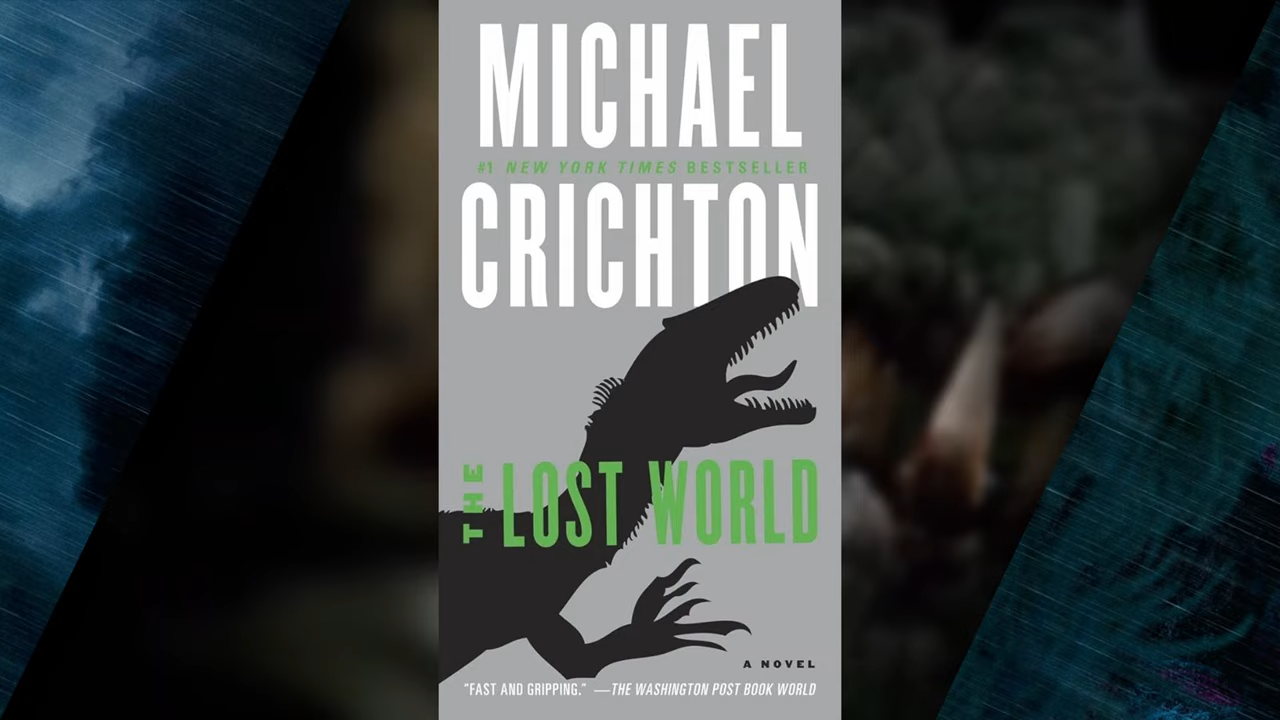 MICHAEL
#1 NEW YORK TIMES BESTSELLER
CRICHTON
THE LOST WORLD
A NOVEL
"FAST AND GRIPPING." —THE WASHINGTON POST BOOK WORLD